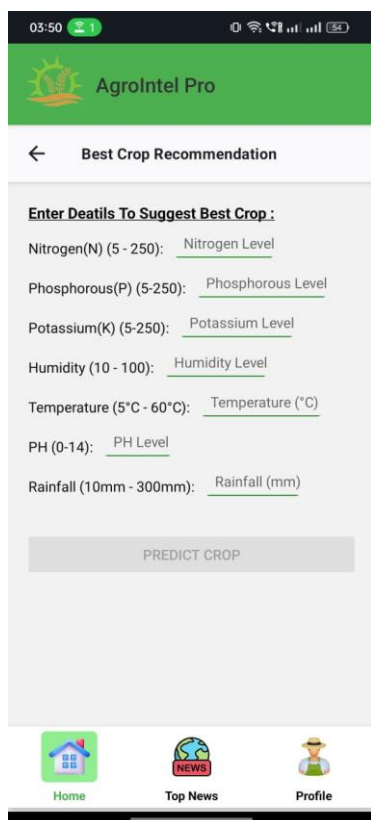 03:50 1 54
AgroIntel Pro
Best Crop Recommendation
Enter Deatils To Suggest Best Crop :
Nitrogen(N) (5 - 250): Nitrogen Level
Phosphorous(P) (5-250): Phosphorous Level
Potassium(K) (5-250): Potassium Level
Humidity (10 - 100): Humidity Level
Temperature (5°C - 60°C): Temperature (°C)
PH (0-14): PH Level
Rainfall (10mm - 300mm): Rainfall (mm)
PREDICT CROP
NEWS
Home Top News Profile